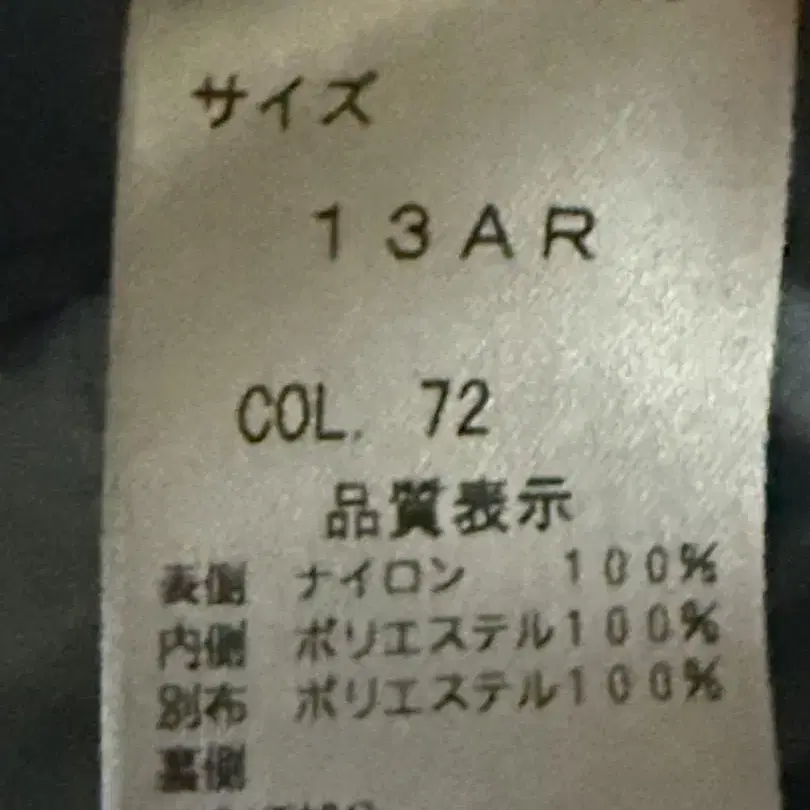 サイズ
13AR
COL. 72
品質表示
表側 ナイロン 100%
内側 ポリエステル100%
別布 ポリエステル100%
裏側